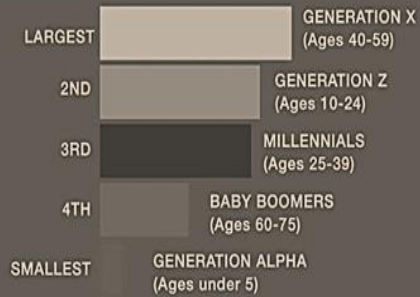 LARGEST
GENERATION X
(Ages 40-59)
2ND
GENERATION Z
(Ages 10-24)
3RD
MILLENNIALS
(Ages 25-39)
4TH
BABY BOOMERS
(Ages 60-75)
SMALLEST
GENERATION ALPHA
(Ages under 5)